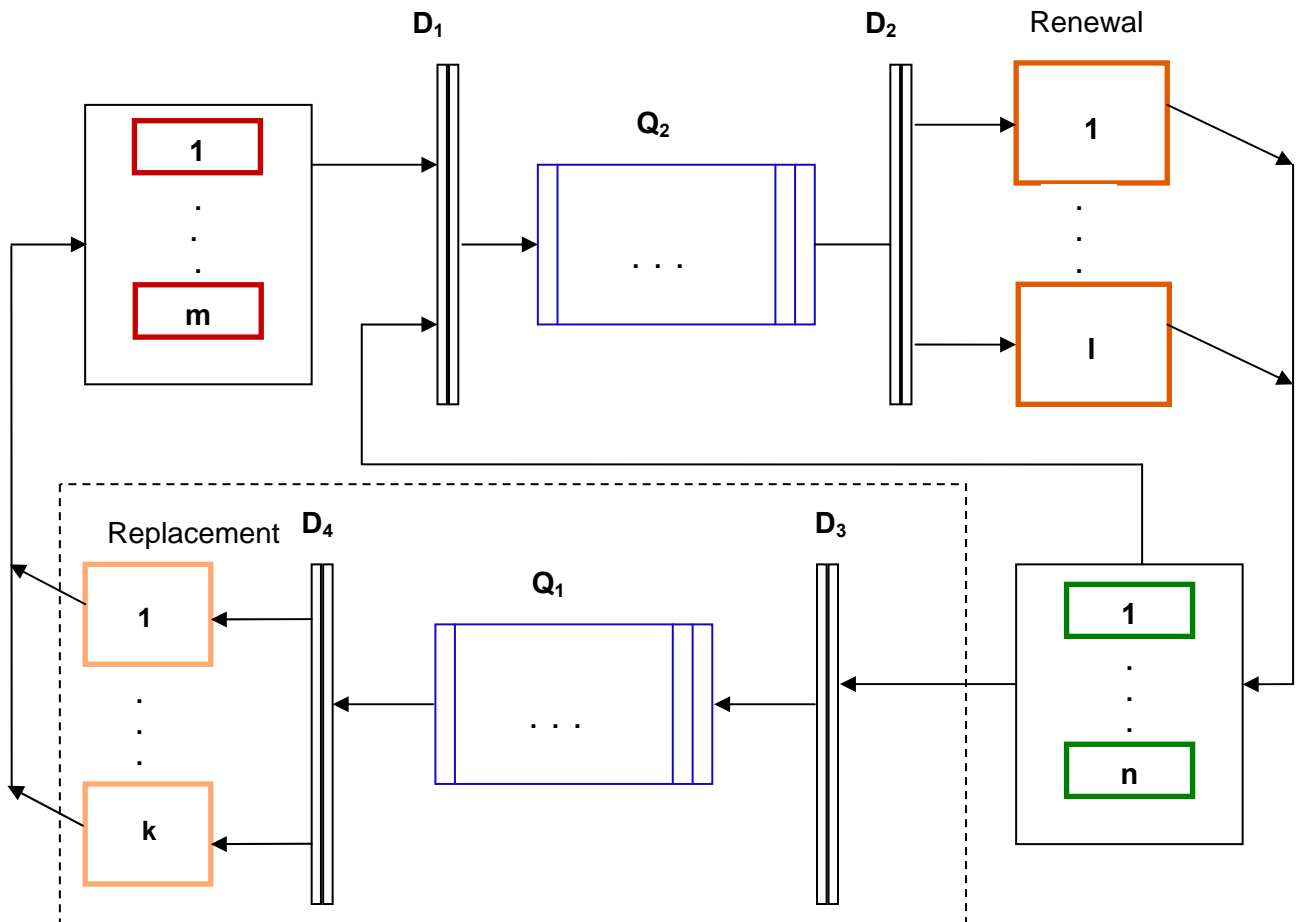 D₁
D₂
Renewal
1
.
.
.
m
Q₂
. . .
1
.
.
.
l
Replacement
D₄
D₃
1
.
.
.
k
Q₁
. . .
1
.
.
.
n